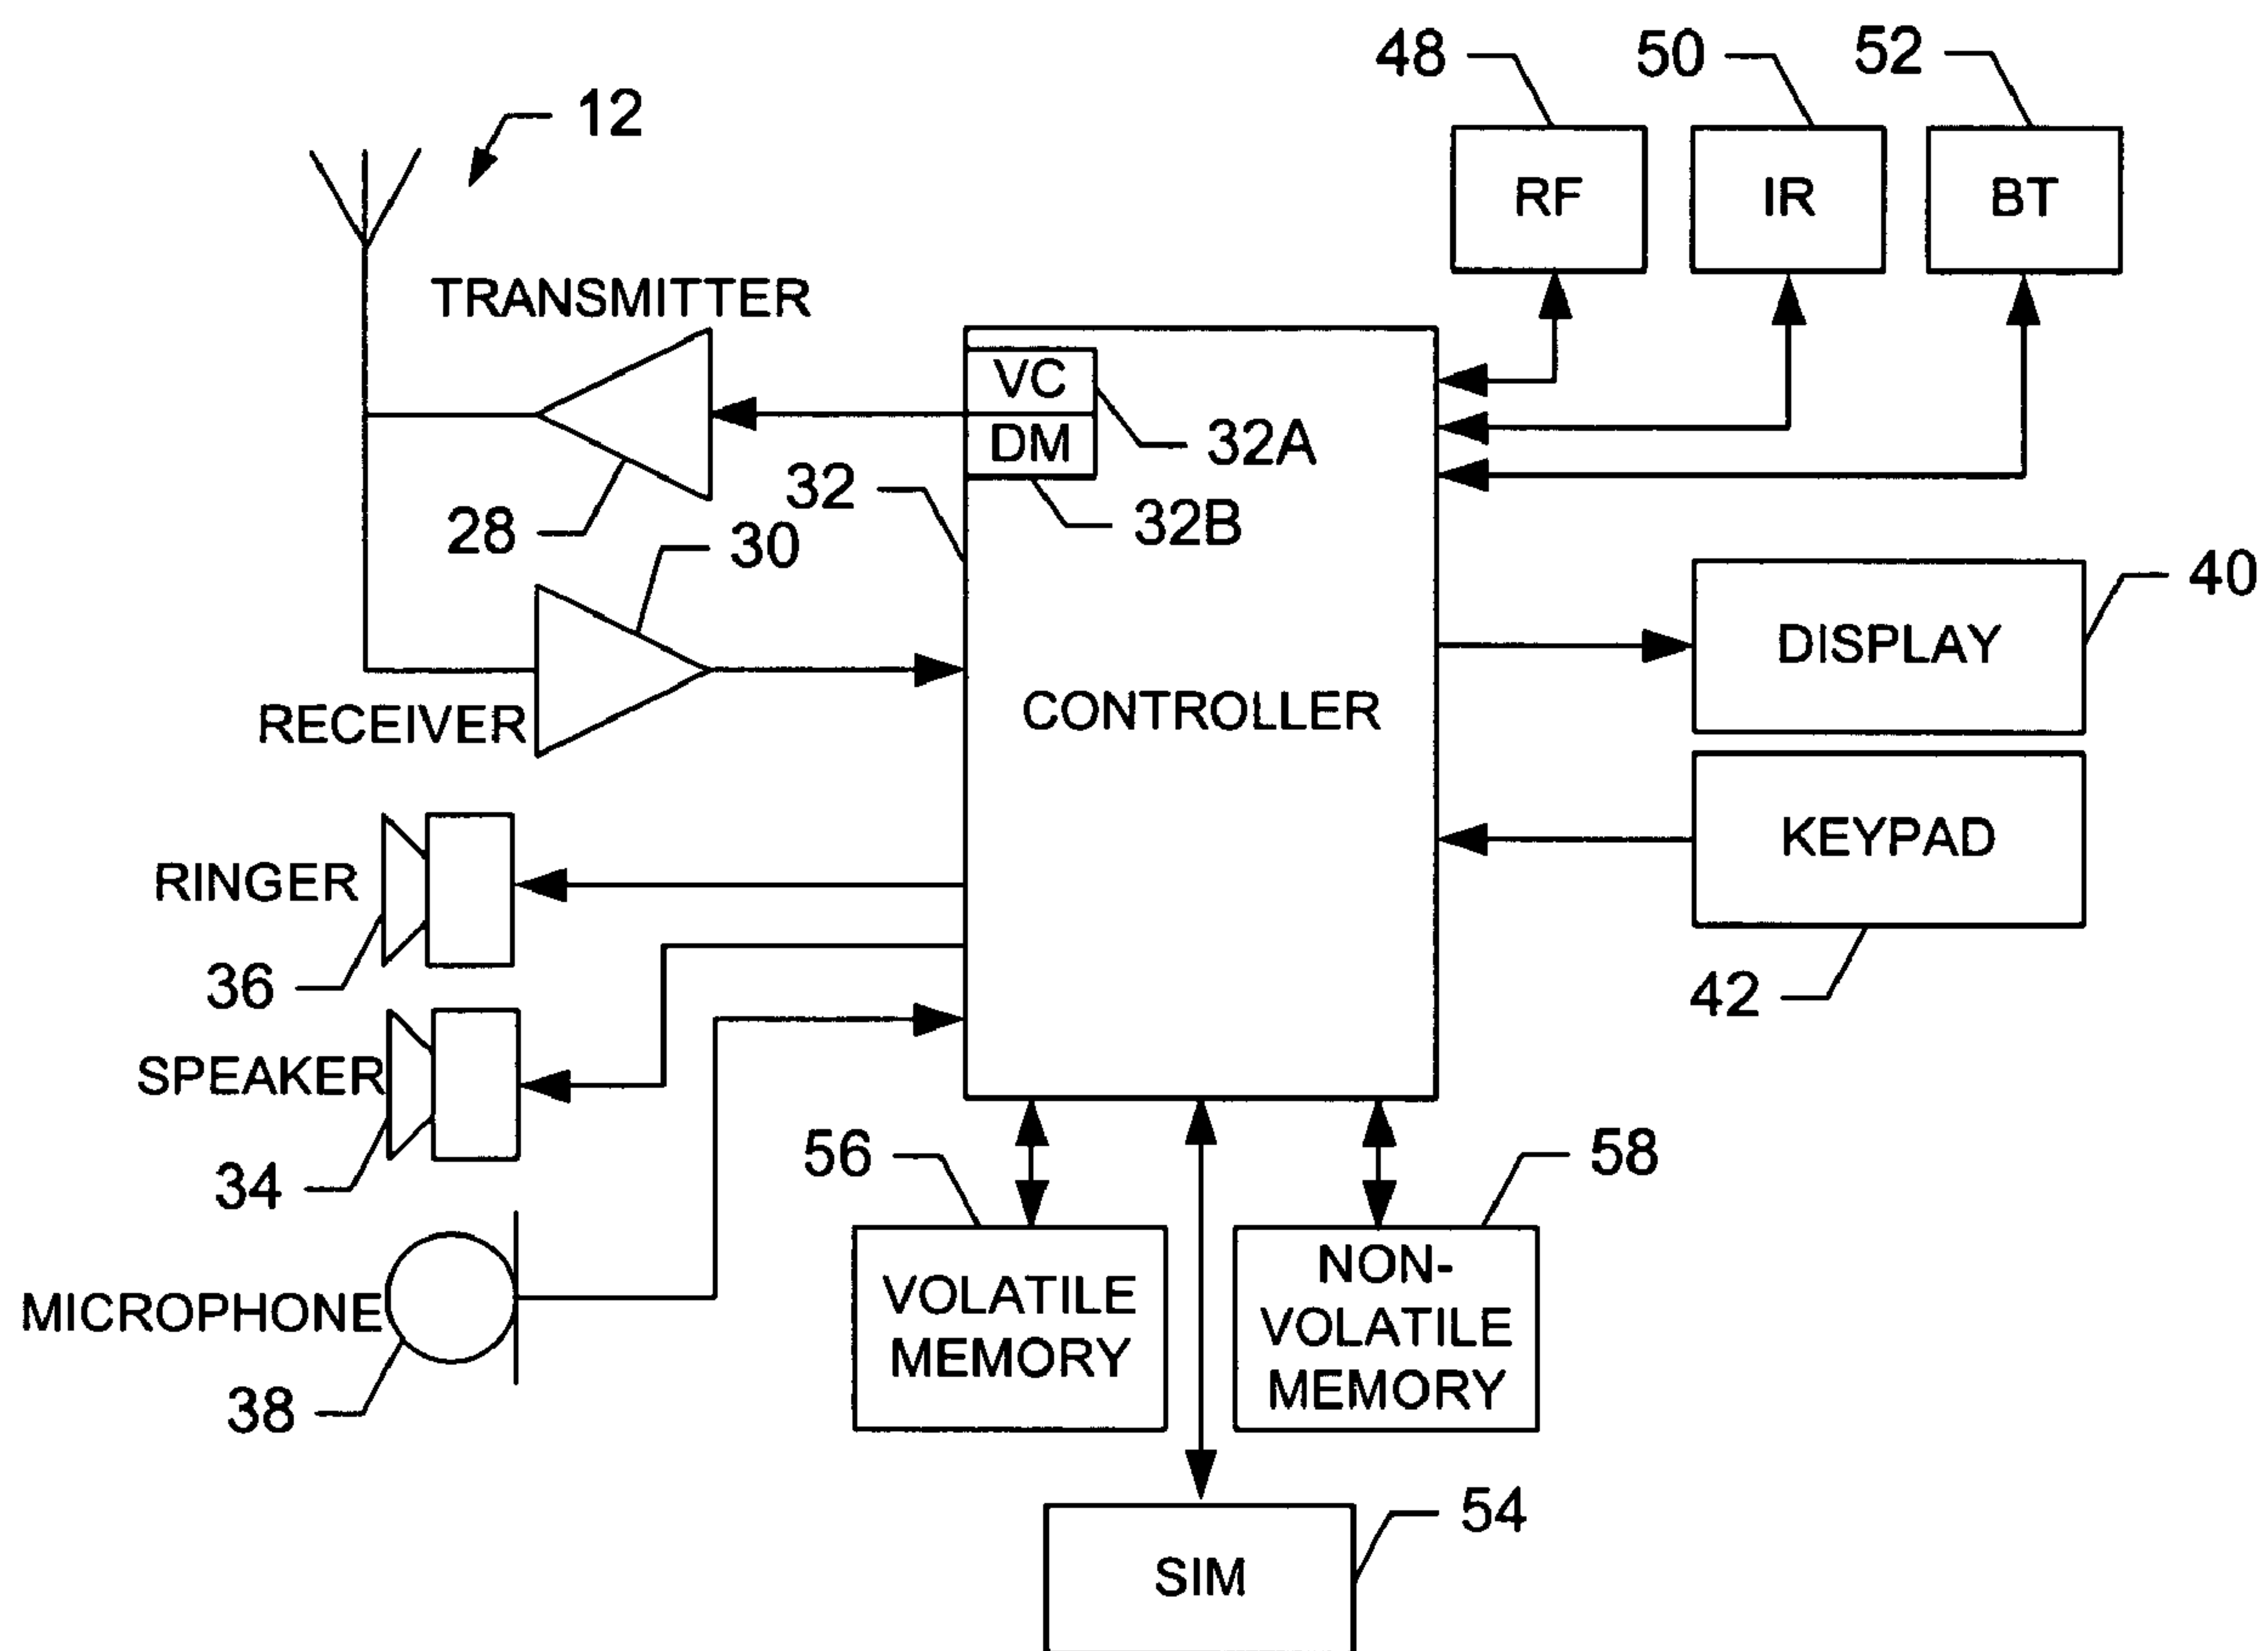 48
50
52
12
RF
IR
BT
TRANSMITTER
VC
DM
32A
32
32B
28
30
40
DISPLAY
CONTROLLER
RECEIVER
KEYPAD
RINGER
36
42
SPEAKER
34
56
58
MICROPHONE
38
VOLATILE
MEMORY
NON-
VOLATILE
MEMORY
54
SIM